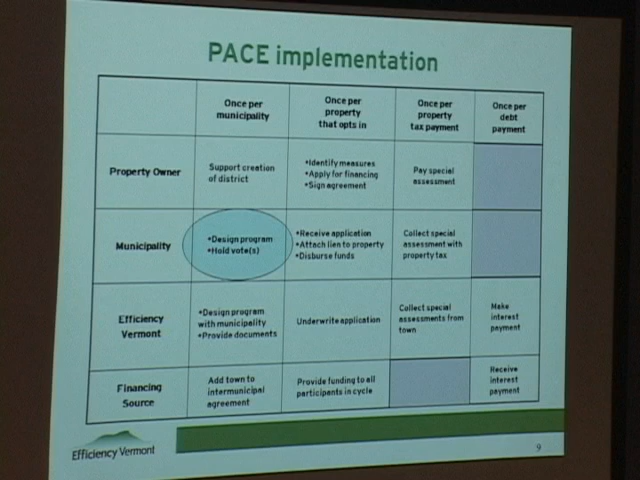 PACE implementation
Once per
municipality
Once per
property
that opts in
Once per
property
tax payment
Once per
debt
payment
Property Owner
Support creation
of district
•Identify measures
•Apply for financing
•Sign agreement
Pay special
assessment
Municipality
•Design program
•Hold vote(s)
•Receive application
•Attach lien to property
•Disburse funds
Collect special
assessment with
property tax
Efficiency
Vermont
•Design program
with municipality
•Provide documents
Underwrite application
Collect special
assessments from
town
Make
interest
payment
Financing
Source
Add town to
intermunicipal
agreement
Provide funding to all
participants in cycle
Receive
interest
payment
Efficiency Vermont
9